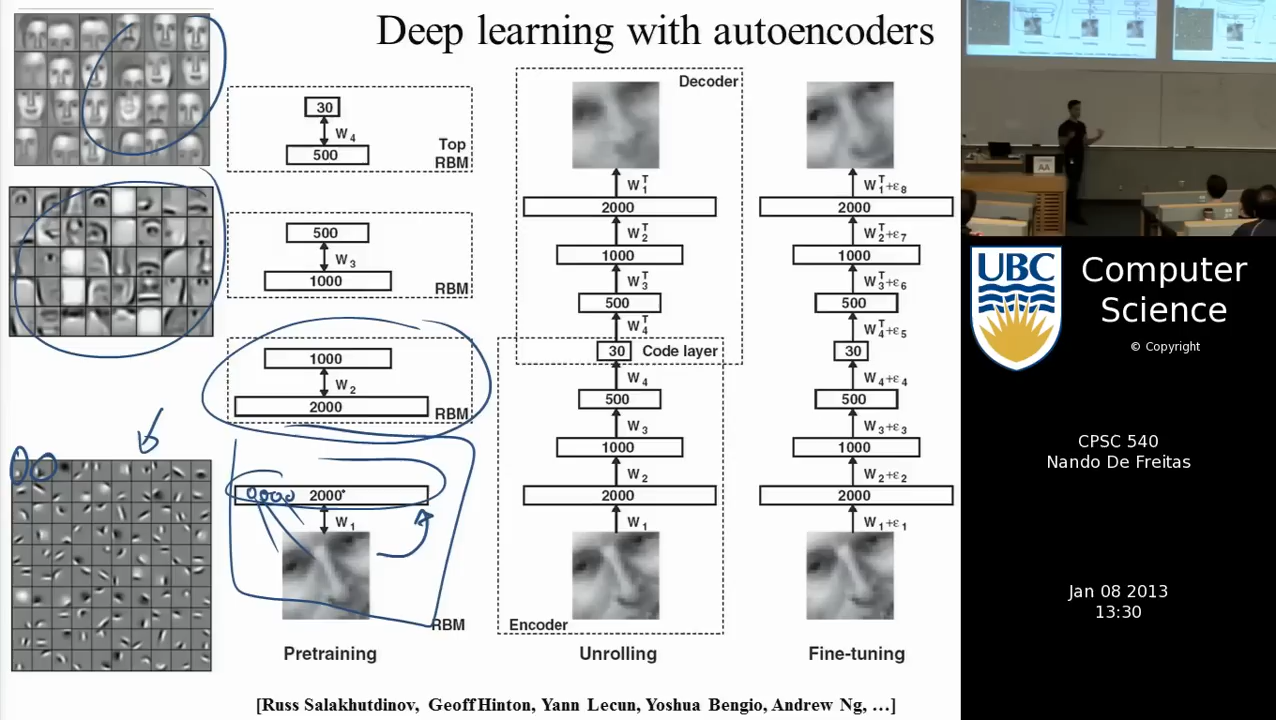 Deep learning with autoencoders
30
W4
500
Top
RBM
500
W3
1000
RBM
1000
W2
2000
RBM
2000
W1
RBM
Pretraining
Decoder
W1T
2000
W2T
1000
W3T
500
W4T
30
Code layer
W4
500
W3
1000
W2
2000
W1
Encoder
Unrolling
W1T+ε8
2000
W2T+ε7
1000
W3T+ε6
500
W4T+ε5
30
W4+ε4
500
W3+ε3
1000
W2+ε2
2000
W1+ε1
Fine-tuning
[Russ Salakhutdinov, Geoff Hinton, Yann Lecun, Yoshua Bengio, Andrew Ng, …]
AA
UBC
Computer
Science
© Copyright
CPSC 540
Nando De Freitas
Jan 08 2013
13:30